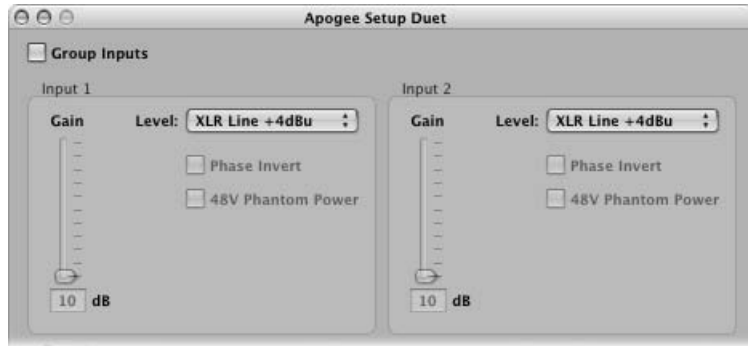 Apogee Setup Duet
Group Inputs
Input 1
Gain
Level: XLR Line +4dBu
Phase Invert
48V Phantom Power
10 dB
Input 2
Gain
Level: XLR Line +4dBu
Phase Invert
48V Phantom Power
10 dB